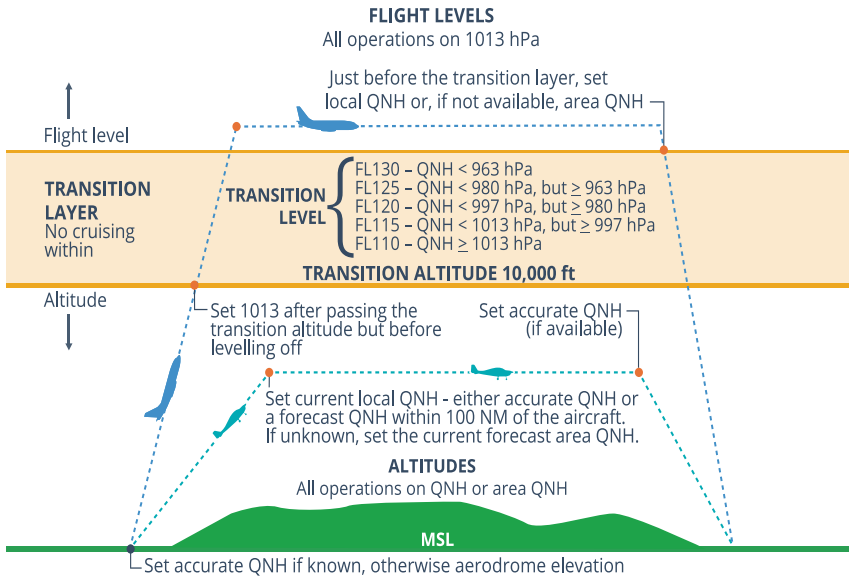 FLIGHT LEVELS
All operations on 1013 hPa
Just before the transition layer, set
local QNH or, if not available, area QNH
Flight level
TRANSITION
LAYER
No cruising
within
TRANSITION
LEVEL
FL130 – QNH < 963 hPa
FL125 – QNH < 980 hPa, but ≥ 963 hPa
FL120 – QNH < 997 hPa, but ≥ 980 hPa
FL115 – QNH < 1013 hPa, but ≥ 997 hPa
FL110 – QNH ≥ 1013 hPa
TRANSITION ALTITUDE 10,000 ft
Altitude
Set 1013 after passing the
transition altitude but before
levelling off
Set accurate QNH
(if available)
Set current local QNH - either accurate QNH or
a forecast QNH within 100 NM of the aircraft.
If unknown, set the current forecast area QNH.
ALTITUDES
All operations on QNH or area QNH
MSL
Set accurate QNH if known, otherwise aerodrome elevation